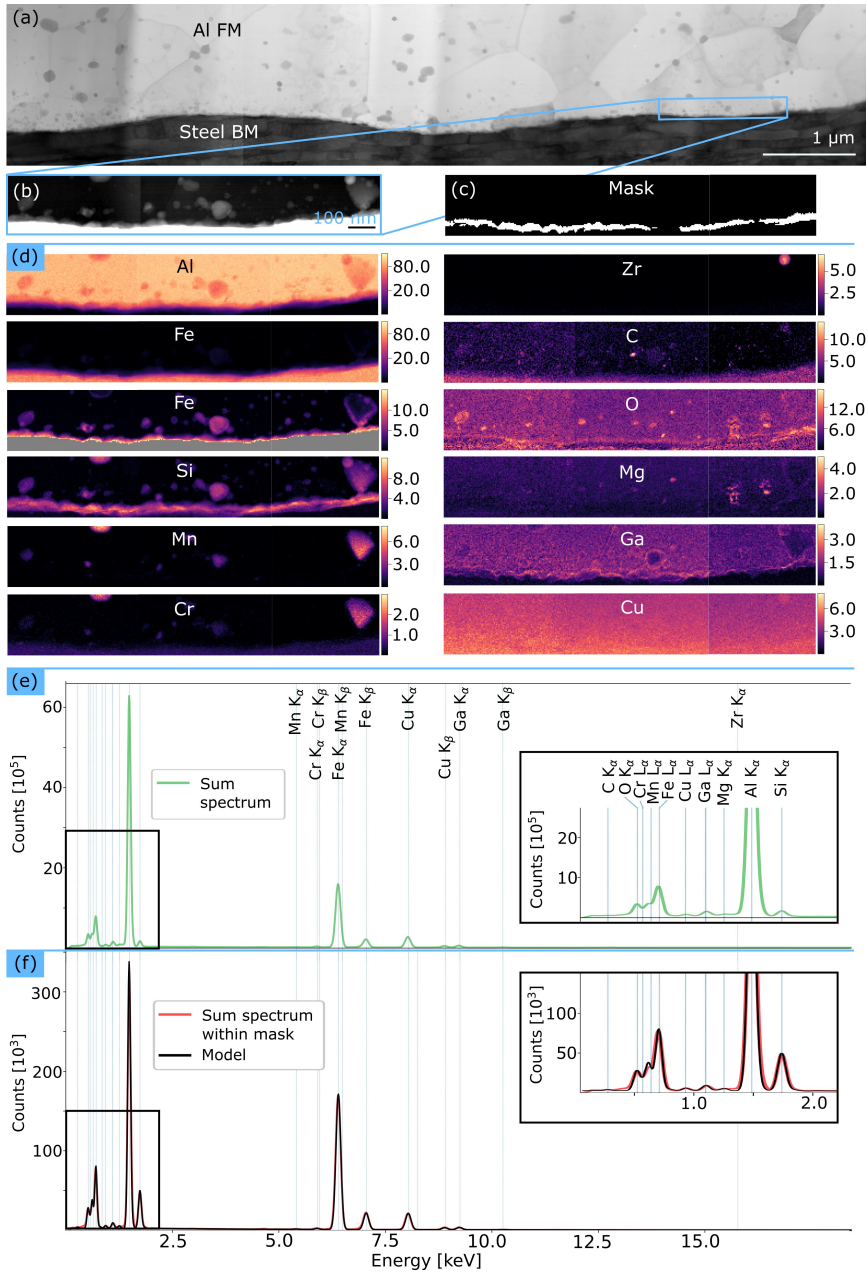 (a)
Al FM
Steel BM
1 μm
(b)
100 nm
(c)
Mask
(d)
Al
80.0
20.0
Fe
80.0
20.0
Fe
10.0
5.0
Si
8.0
4.0
Mn
6.0
3.0
Cr
2.0
1.0
Zr
5.0
2.5
C
10.0
5.0
O
12.0
6.0
Mg
4.0
2.0
Ga
3.0
1.5
Cu
6.0
3.0
(e)
Counts [10⁵]
60
40
20
Sum
spectrum
Mn Kα
Cr Kα
Cr Kβ
Fe Kα
Mn Kβ
Fe Kβ
Cu Kα
Cu Kβ
Ga Kα
Ga Kβ
Zr Kα
C Kα
O Kα
Cr Lα
Mn Lα
Fe Lα
Cu Lα
Ga Lα
Mg Kα
Al Kα
Si Kα
Counts [10⁵]
20
10
(f)
Counts [10³]
300
200
100
Sum spectrum
within mask
Model
Counts [10³]
100
50
1.0
2.0
2.5
5.0
7.5
10.0
12.5
15.0
Energy [keV]